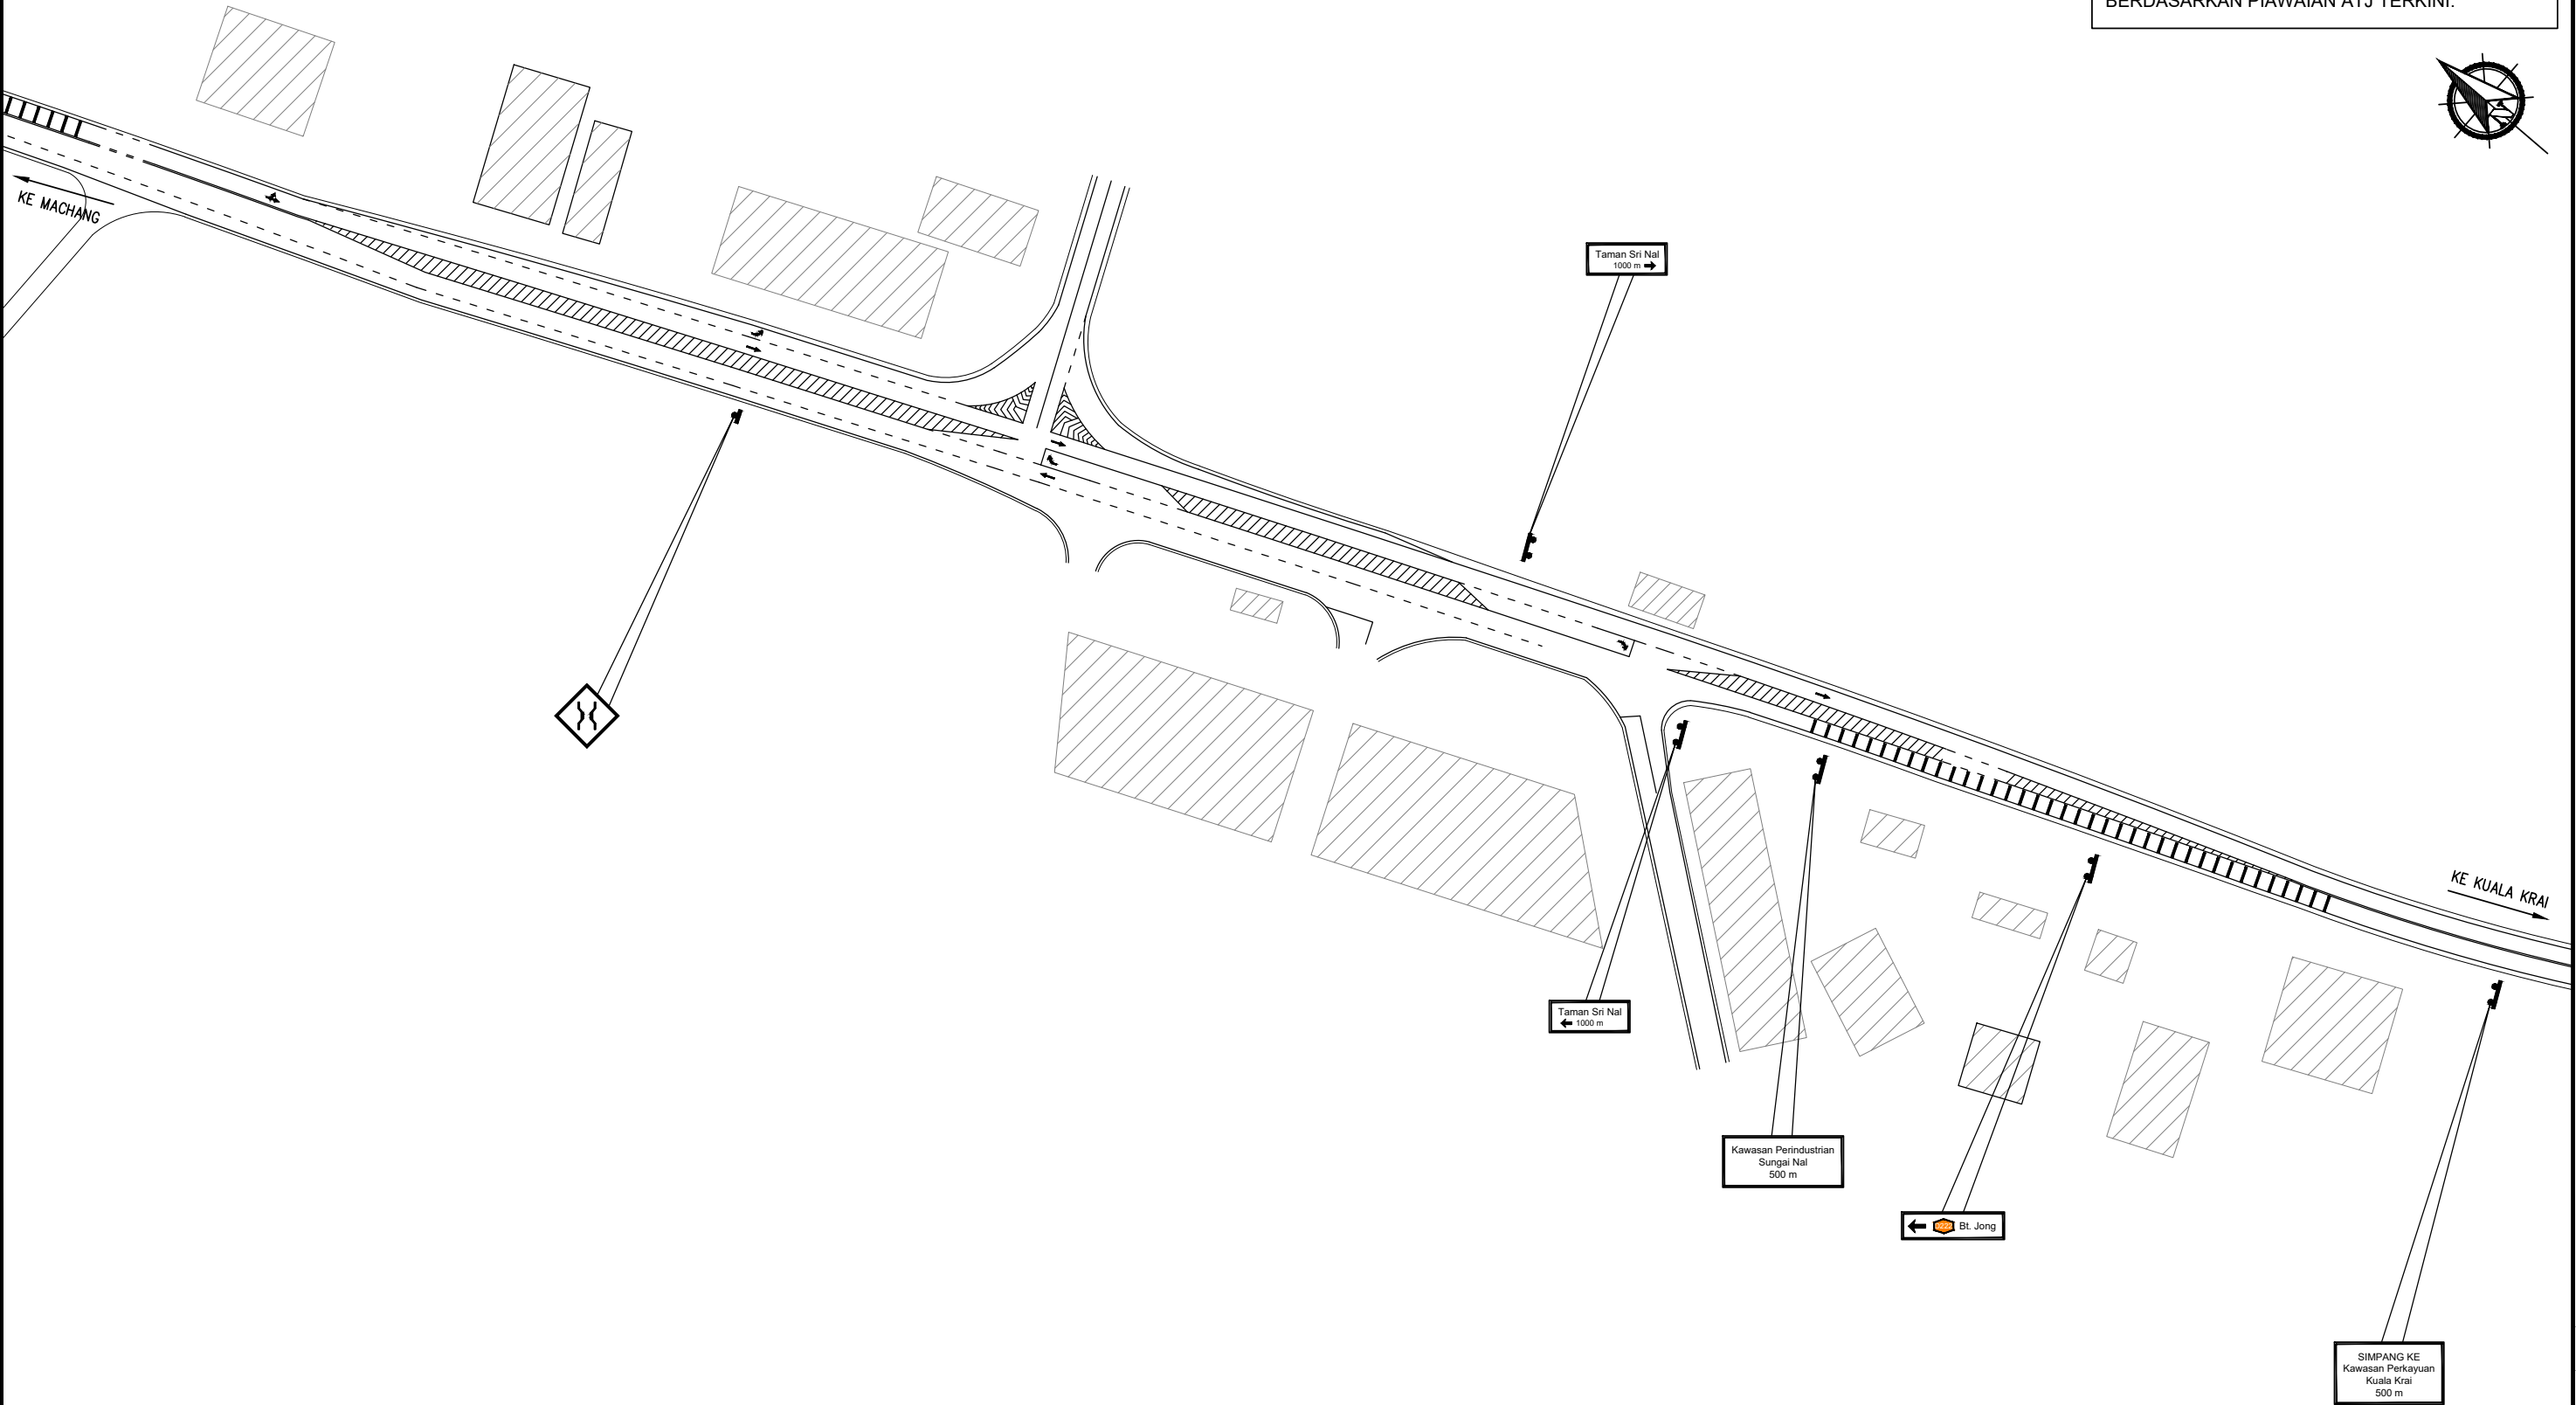 BERDASARKAN PIAWAIAN ATJ TERKINI.
KE MACHANG
Taman Sri Nal
1000 m
KE KUALA KRAI
Taman Sri Nal
1000 m
Kawasan Perindustrian
Sungai Nal
500 m
Bt. Jong
SIMPANG KE
Kawasan Perkayuan
Kuala Krai
500 m